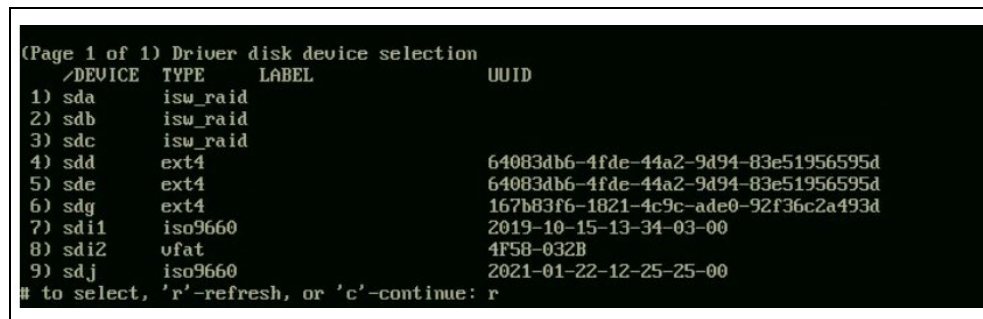 (Page 1 of 1) Driver disk device selection
/DEVICE TYPE LABEL UUID
1) sda isw_raid
2) sdb isw_raid
3) sdc isw_raid
4) sdd ext4 64083db6-4fde-44a2-9d94-83e51956595d
5) sde ext4 64083db6-4fde-44a2-9d94-83e51956595d
6) sdg ext4 167b83f6-1821-4c9c-ade0-92f36c2a493d
7) sdi1 iso9660 2019-10-15-13-34-03-00
8) sdi2 vfat 4F58-032B
9) sdj iso9660 2021-01-22-12-25-25-00
# to select, 'r'-refresh, or 'c'-continue: r